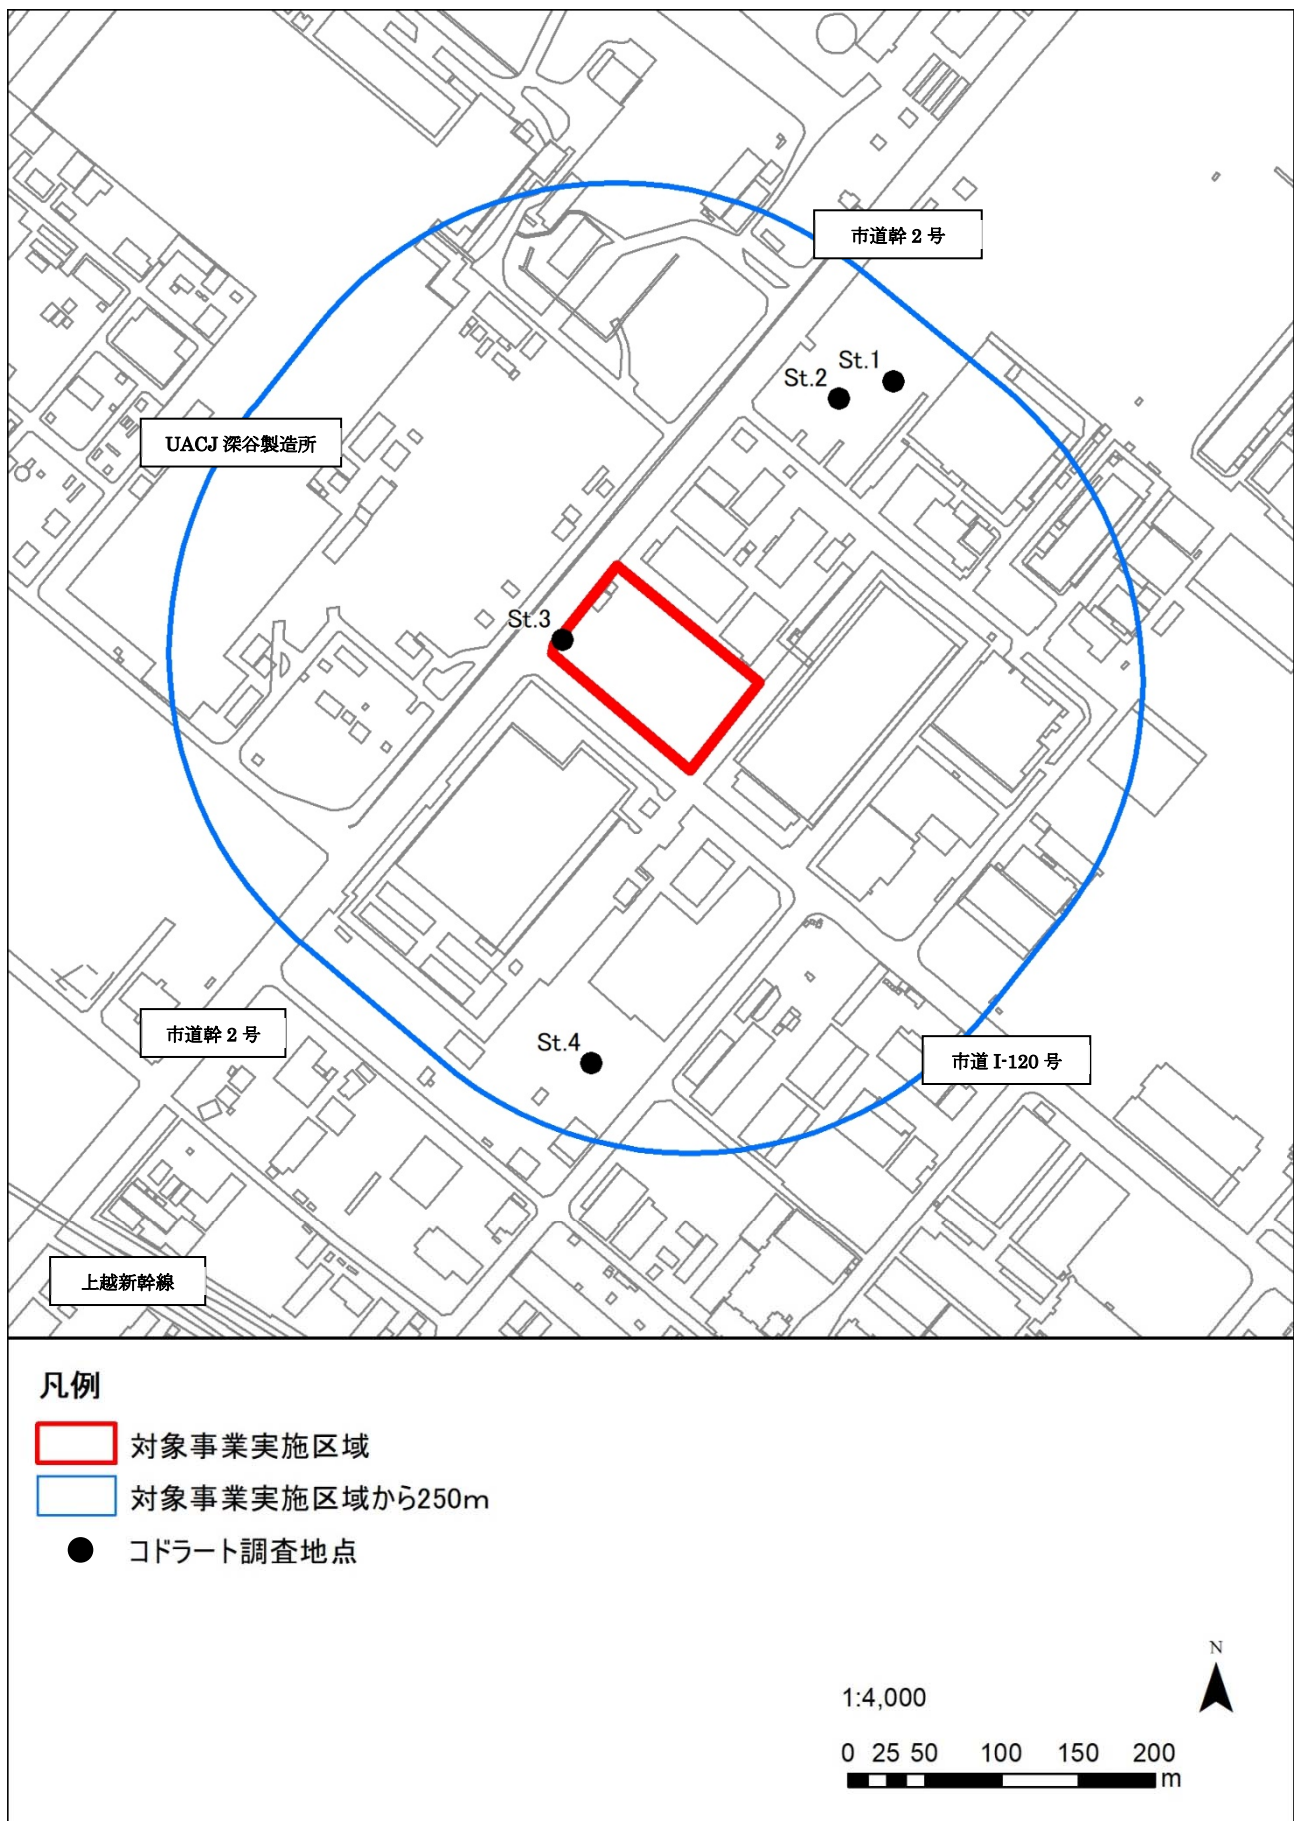 市道幹 2 号
St.1
St.2
UACJ 深谷製造所
St.3
市道幹 2 号
St.4
市道 I-120 号
上越新幹線
凡例
対象事業実施区域
対象事業実施区域から250m
コドラート調査地点
N
1:4,000
0 25 50 100 150 200
m